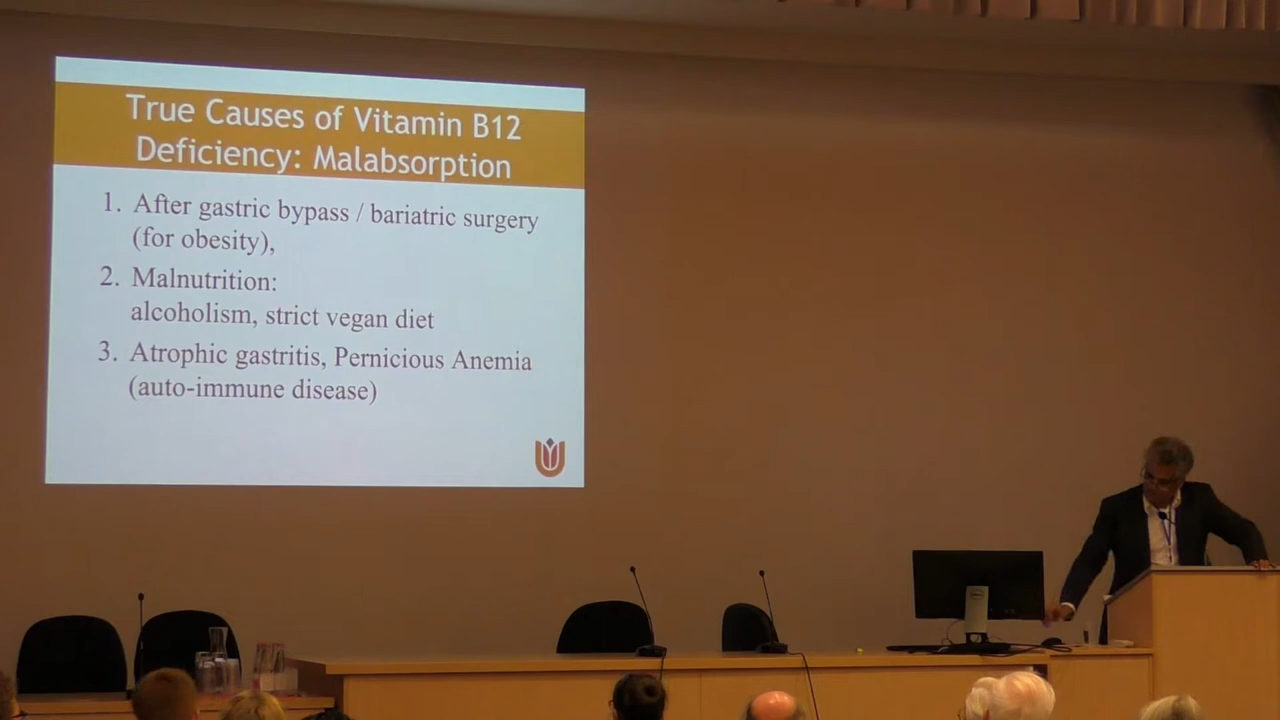 True Causes of Vitamin B12
Deficiency: Malabsorption
1. After gastric bypass / bariatric surgery
(for obesity),
2. Malnutrition:
alcoholism, strict vegan diet
3. Atrophic gastritis, Pernicious Anemia
(auto-immune disease)